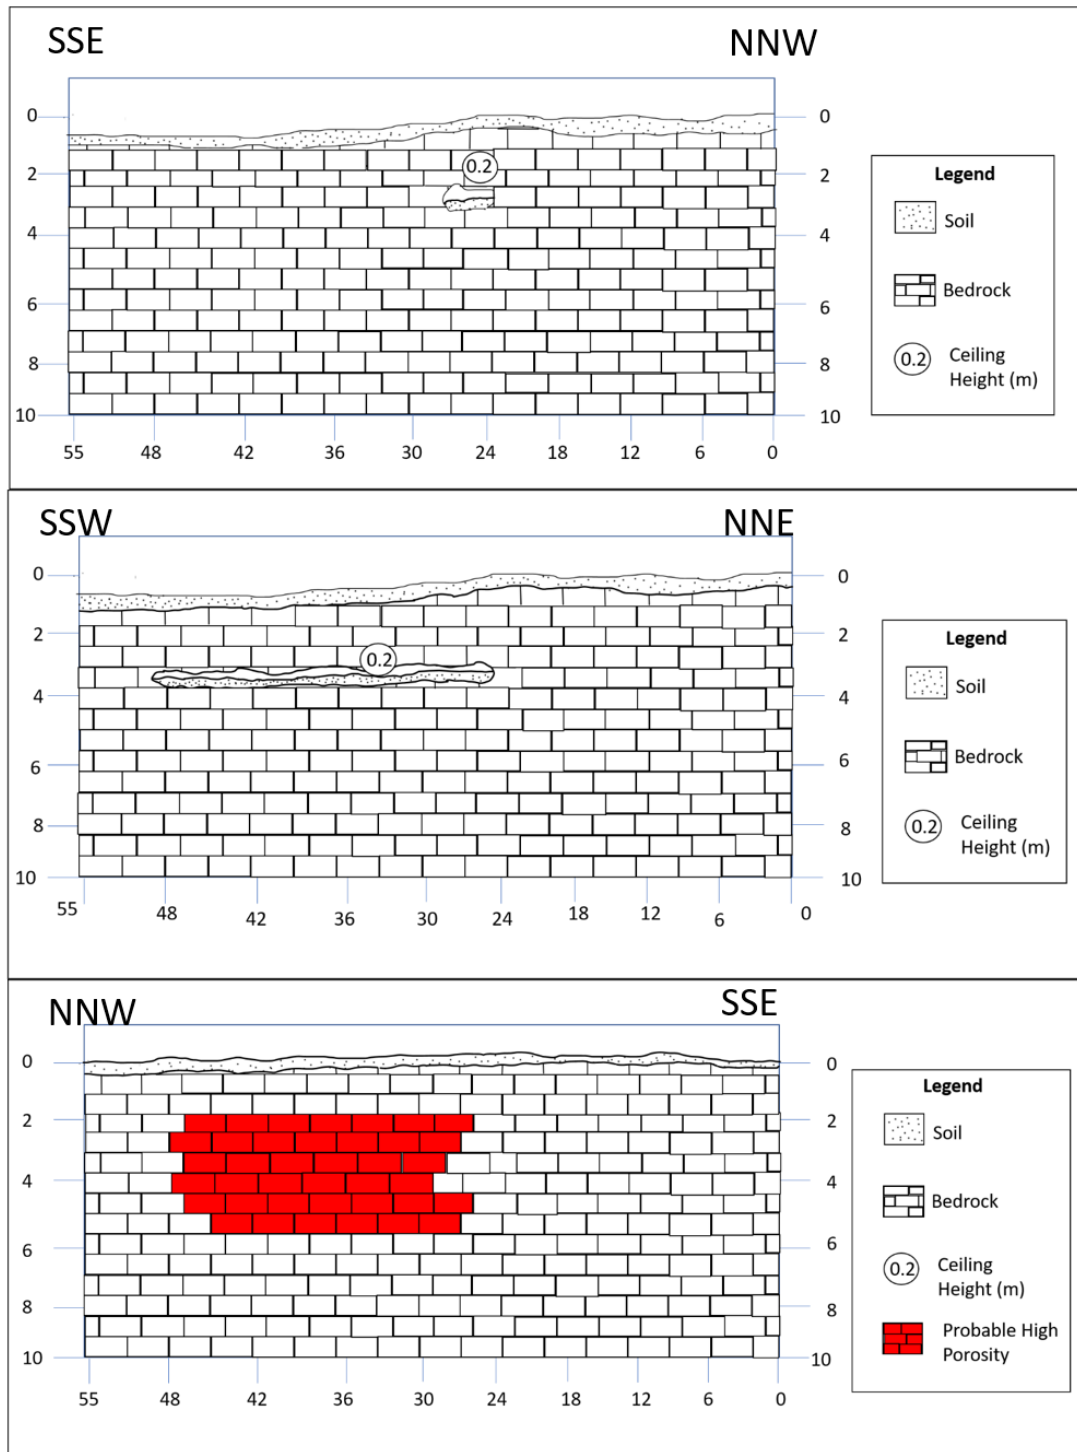 SSE NNW
0 0
0.2
2 2
4 4
6 6
8 8
10 10
55 48 42 36 30 24 18 12 6 0
Legend
Soil
Bedrock
0.2 Ceiling
Height (m)
SSW NNE
0 0
2 2
0.2
4 4
6 6
8 8
10 10
55 48 42 36 30 24 18 12 6 0
Legend
Soil
Bedrock
0.2 Ceiling
Height (m)
NNW SSE
0 0
2 2
4 4
6 6
8 8
10 10
55 48 42 36 30 24 18 12 6 0
Legend
Soil
Bedrock
0.2 Ceiling
Height (m)
Probable High
Porosity